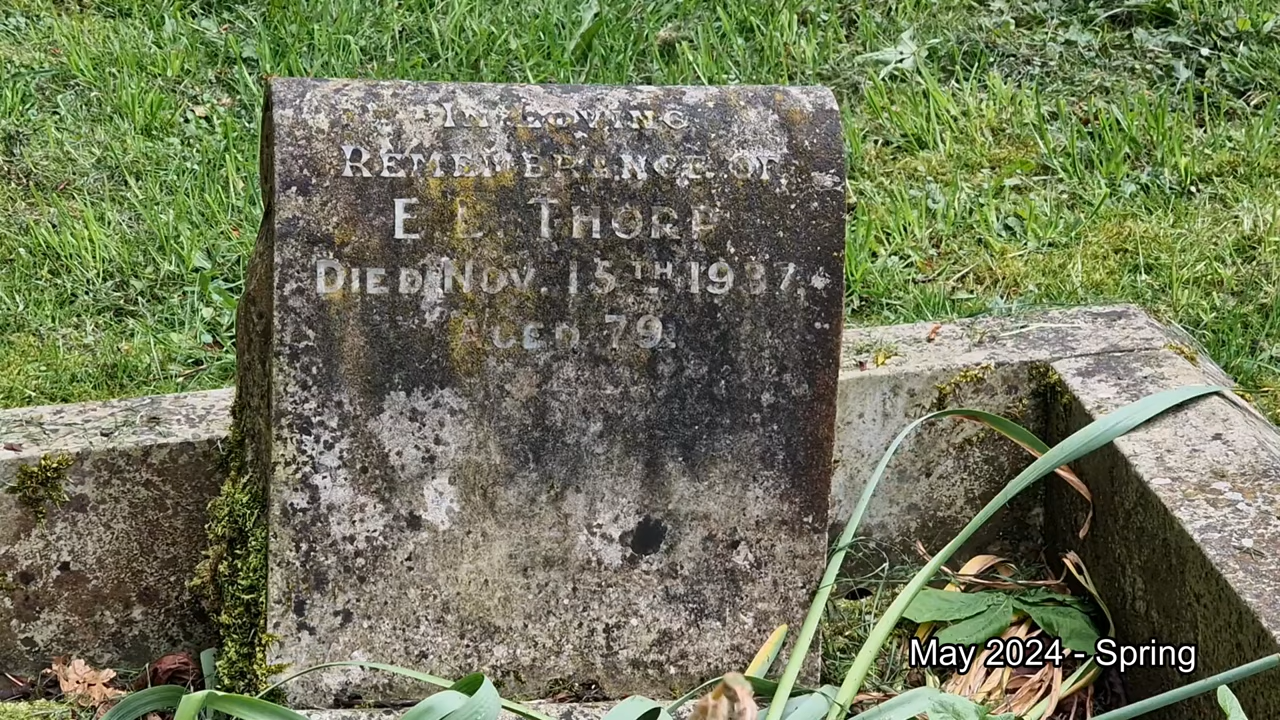 In Loving
Remembrance of
E E. Thorp
Died Nov. 15TH 1937.
Aged 79.
May 2024 - Spring